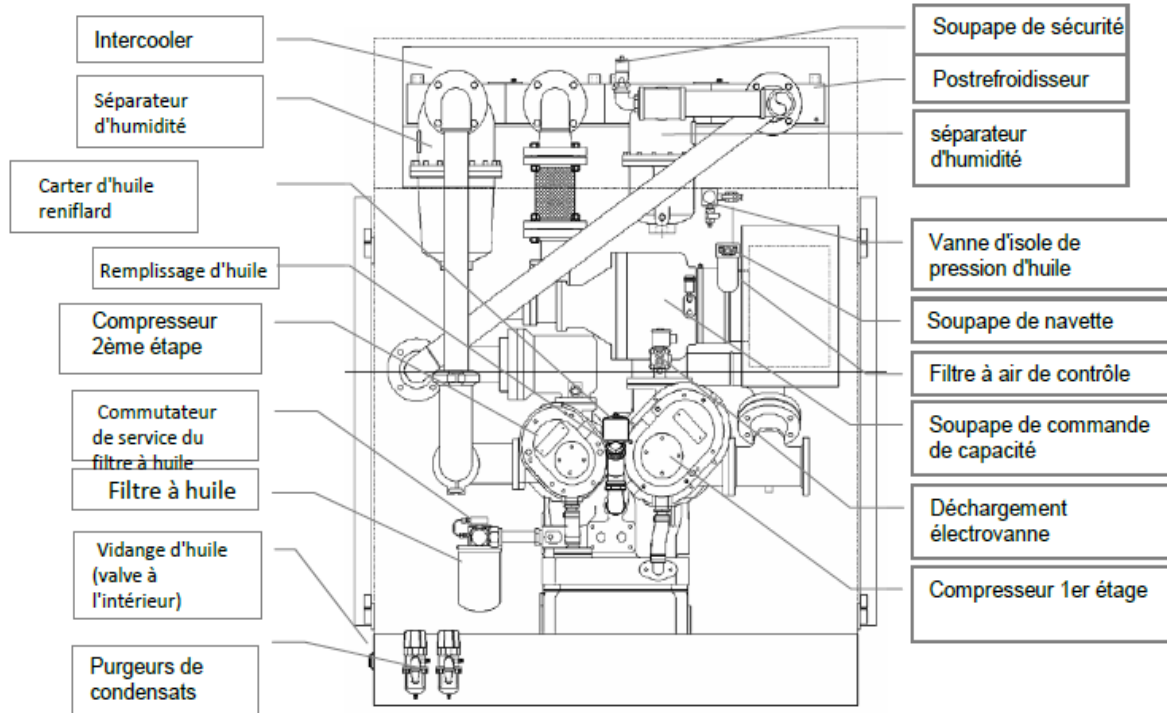 Intercooler
Séparateur
d'humidité
Carter d'huile
reniflard
Remplissage d'huile
Compresseur
2ème étape
Commutateur
de service du
filtre à huile
Filtre à huile
Vidange d'huile
(valve à
l'intérieur)
Purgeurs de
condensats
Soupape de sécurité
Postrefroidisseur
séparateur
d'humidité
Vanne d'isole de
pression d'huile
Soupape de navette
Filtre à air de contrôle
Soupape de commande
de capacité
Déchargement
électrovanne
Compresseur 1er étage